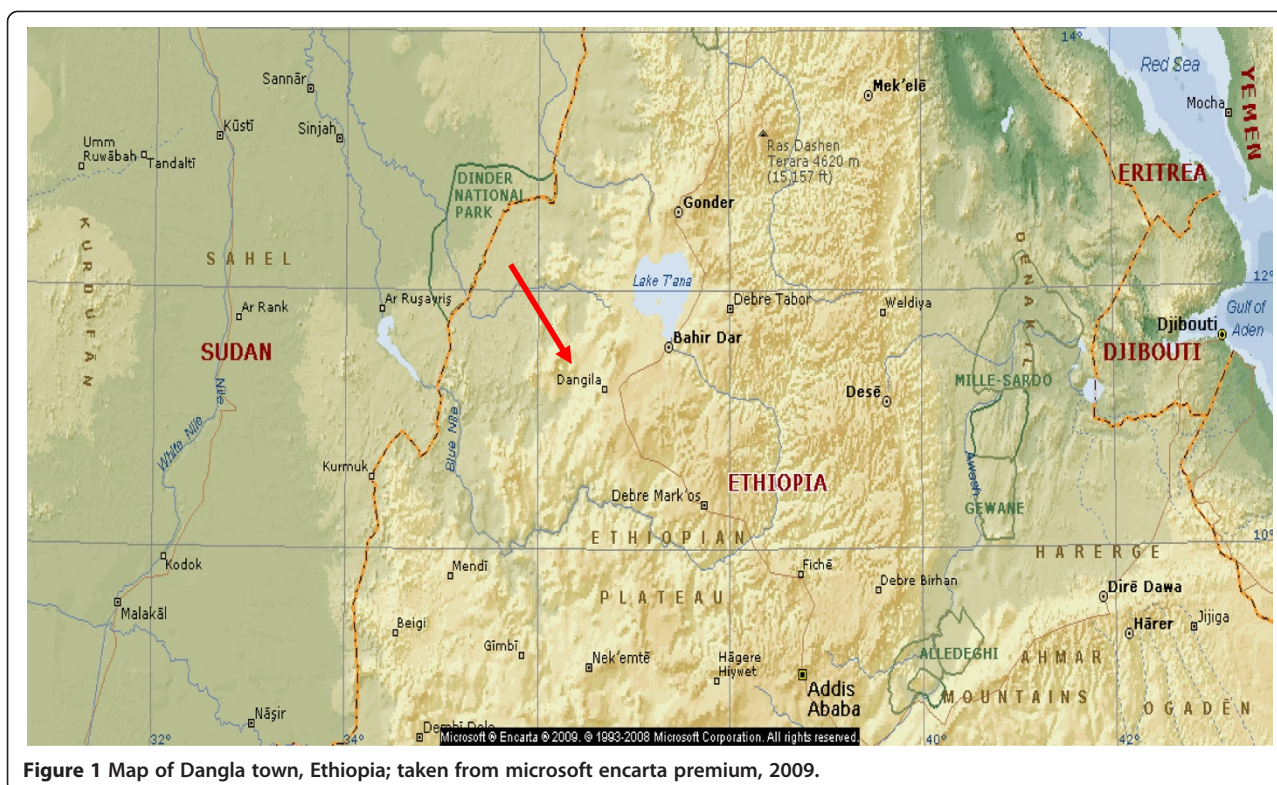 14°
Red Sea
YEMEN
Sannār
Mek'elē
Mocha
Kūstī
Sinjah
Umm
Ruwābah
Tandaltī
Ras Dashen
Terara 4620 m
(15,157 ft)
DINDER
NATIONAL
PARK
ERITREA
Gonder
KURDUFĀN
SAHEL
DENAKIL
Lake T'ana
12°
Ar Ruşayriş
Debre Tabor
Weldiya
Ar Rank
Gulf of
Aden
Djibouti
SUDAN
Bahir Dar
DJIBOUTI
Dangila
MILLE-SARDO
Desē
White Nile
Nile
Blue Nile
Awash
Kurmuk
ETHIOPIA
Debre Mark'os
GEWANE
ETHIOPIAN
10°
HARERGE
Kodok
Mendī
Fichē
Debre Birhan
PLATEAU
Dirē Dawa
Malakāl
Beigi
Gīmbī
Hārer
Jijiga
Nek'emtē
Hāgere
Hiywet
ALLEDEGHI
AHMAR
MOUNTAINS
Addis
Ababa
OGADĒN
Nāşir
Dembī Dolo
32°
34°
40°
42°
Microsoft ® Encarta ® 2009. © 1993-2008 Microsoft Corporation. All rights reserved.
Figure 1 Map of Dangla town, Ethiopia; taken from microsoft encarta premium, 2009.